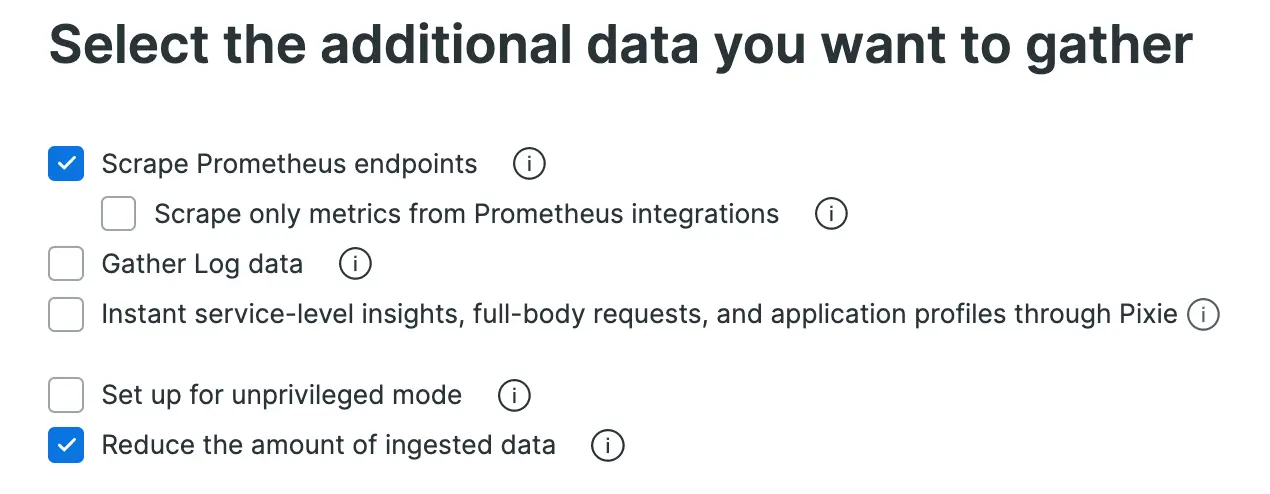 Select the additional data you want to gather
Scrape Prometheus endpoints
Scrape only metrics from Prometheus integrations
Gather Log data
Instant service-level insights, full-body requests, and application profiles through Pixie
Set up for unprivileged mode
Reduce the amount of ingested data